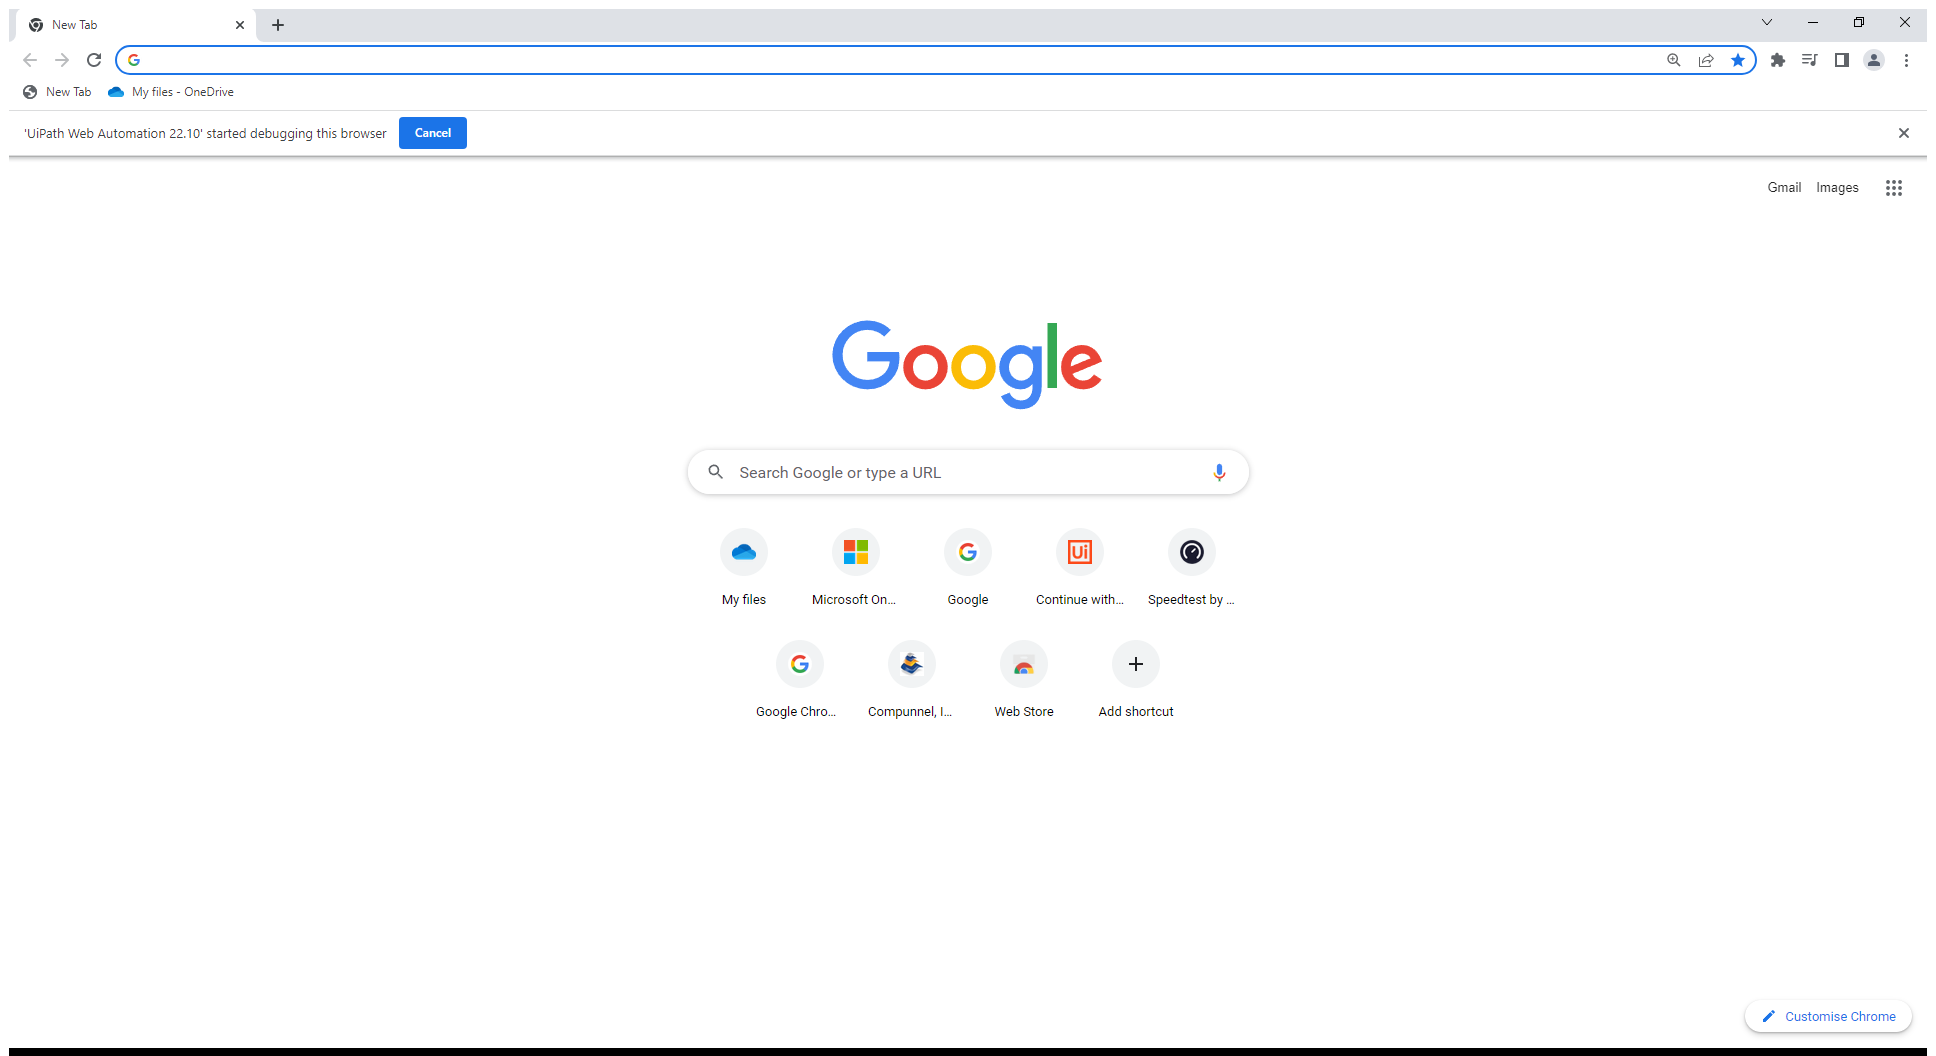 New Tab
New Tab My files - OneDrive
'UiPath Web Automation 22.10' started debugging this browser Cancel
Gmail Images
Google
Search Google or type a URL
My files Microsoft On... Google Continue with... Speedtest by ...
Google Chro... Compunnel, I... Web Store Add shortcut
Customise Chrome